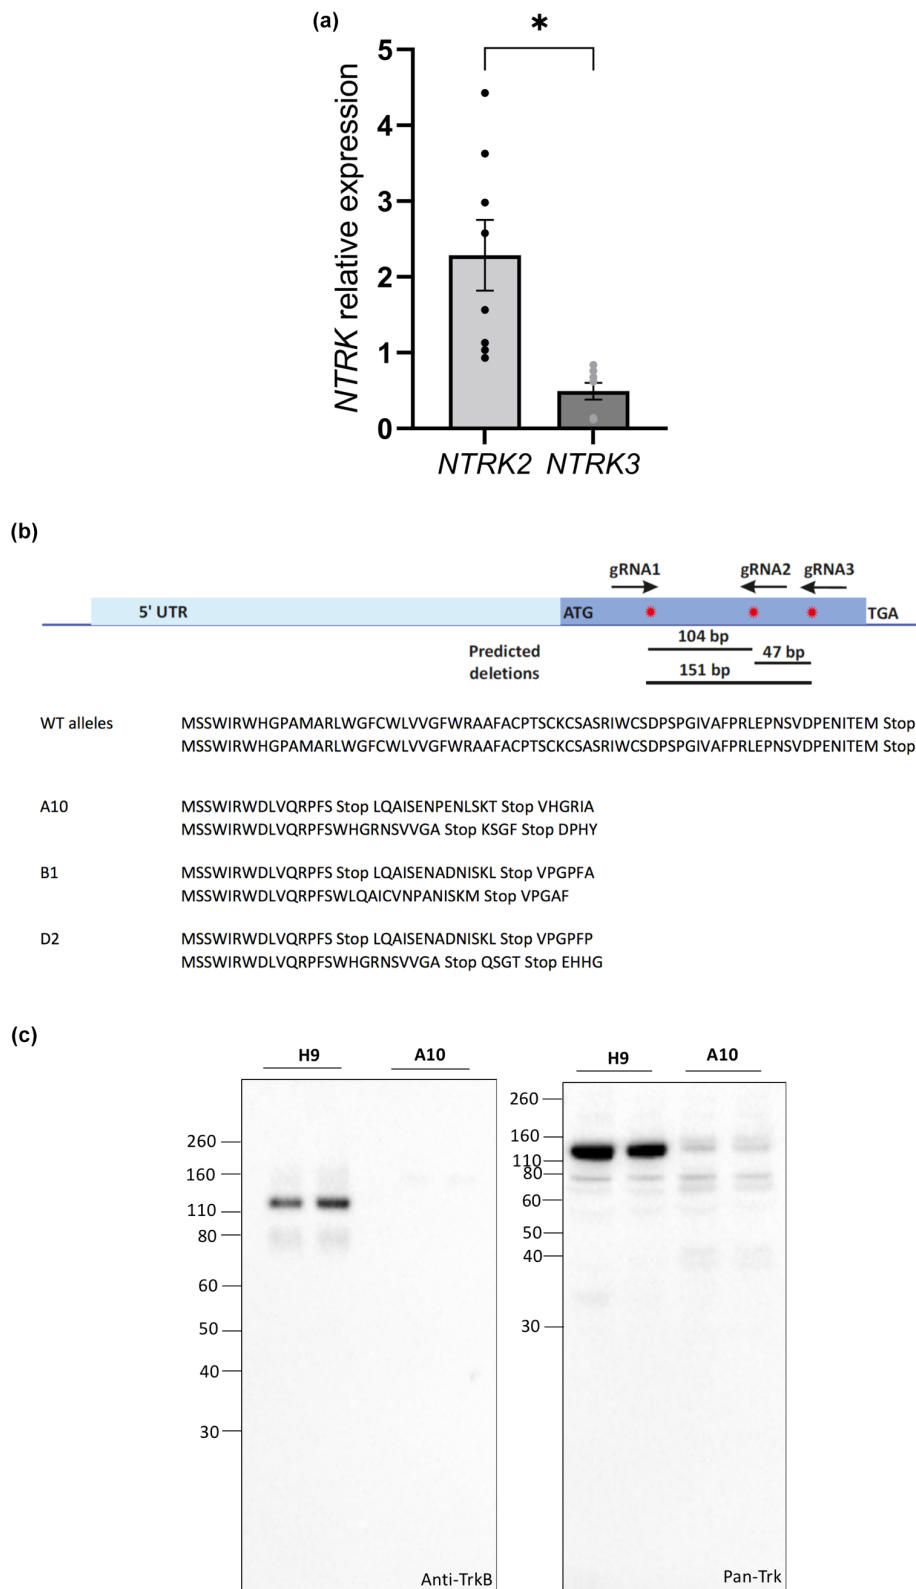 (a)
*
NTRK relative expression
5
4
3
2
1
0
NTRK2 NTRK3
(b)
gRNA1 gRNA2 gRNA3
5' UTR ATG TGA
104 bp
Predicted 47 bp
deletions 151 bp
WT alleles MSSWIRWHGPAMARLWGFCWLVVGFWRAAFACPTSCKCSASRIWCSDPSPGIVAFPRLEPNSVDPENITEM Stop
MSSWIRWHGPAMARLWGFCWLVVGFWRAAFACPTSCKCSASRIWCSDPSPGIVAFPRLEPNSVDPENITEM Stop
A10 MSSWIRWDLVQRPFS Stop LQAISENPENLSKT Stop VHGRIA
MSSWIRWDLVQRPFSWHGRNSVVGA Stop KSGF Stop DPHY
B1 MSSWIRWDLVQRPFS Stop LQAISENADNISKL Stop VPGPFA
MSSWIRWDLVQRPFSWLQAICVNPANISKM Stop VPGAF
D2 MSSWIRWDLVQRPFS Stop LQAISENADNISKL Stop VPGPFP
MSSWIRWDLVQRPFSWHGRNSVVGA Stop QSGT Stop EHHG
(c)
H9 A10
260
160
110
80
60
50
40
30
Anti-TrkB
H9 A10
260
160
110
80
60
50
40
30
Pan-Trk